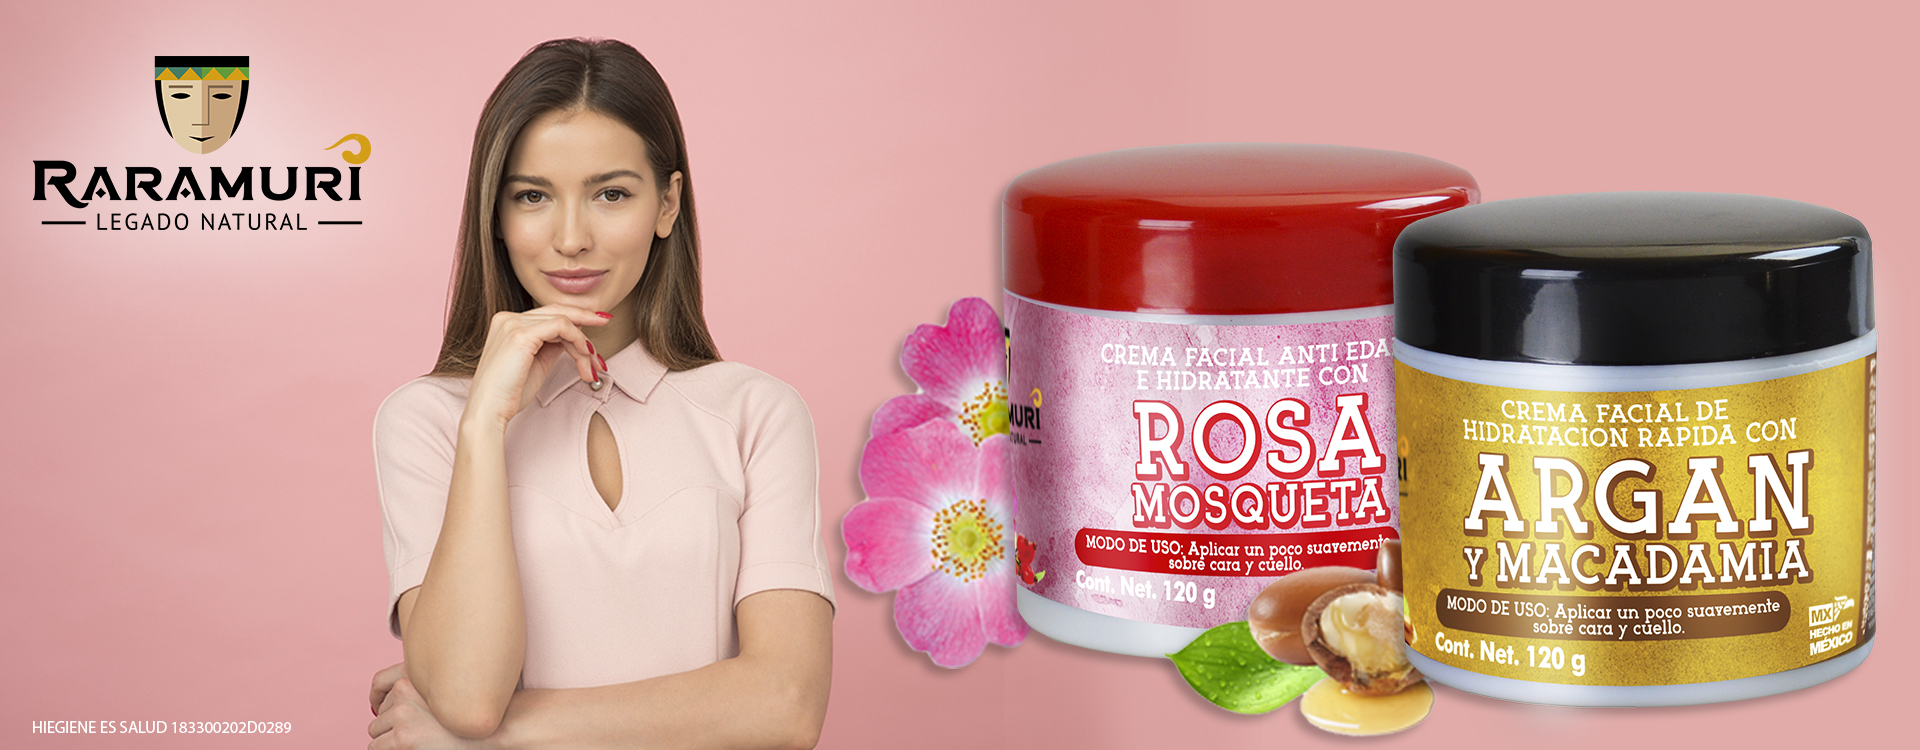 RARAMURI
LEGADO NATURAL
CREMA FACIAL ANTI EDA
E HIDRATANTE CON
ROSA
MOSQUETA
MODO DE USO: Aplicar un poco suavemente
sobre cara y cuello.
Cont. Net. 120 g
MURI
CREMA FACIAL DE
HIDRATACION RAPIDA CON
ARGAN
Y MACADAMIA
MODO DE USO: Aplicar un poco suavemente
sobre cara y cuello.
Cont. Net. 120 g
MX
HECHO EN
MÉXICO
HIEGIENE ES SALUD 183300202D0289